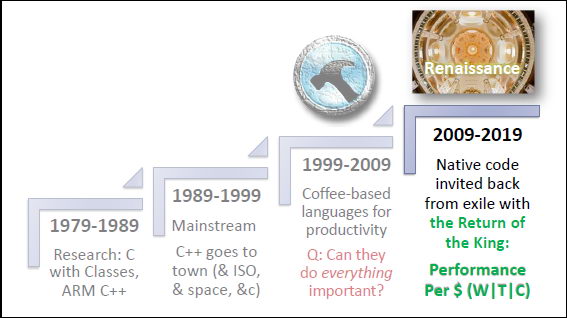 Renaissance
1979-1989
Research: C
with Classes,
ARM C++
1989-1999
Mainstream
C++ goes to
town (& ISO,
& space, &c)
1999-2009
Coffee-based
languages for
productivity
Q: Can they
do everything
important?
2009-2019
Native code
invited back
from exile with
the Return of
the King:
Performance
Per $ (W|T|C)